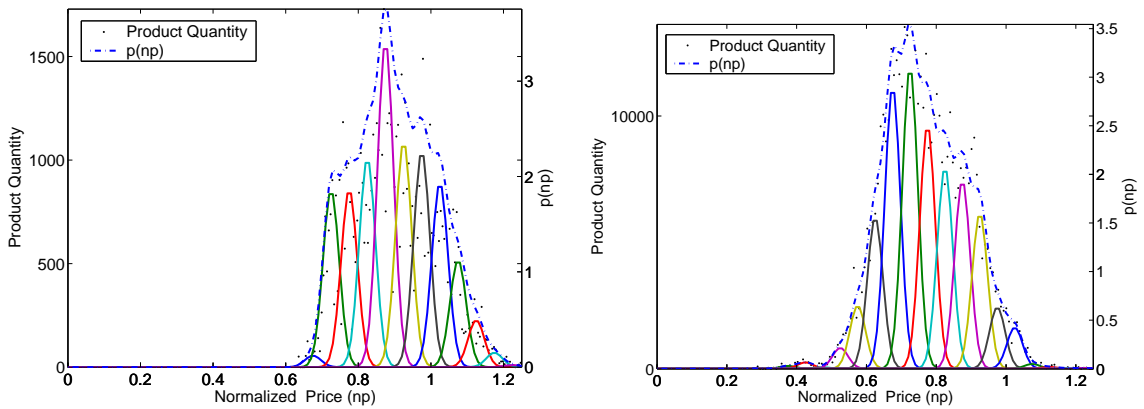 Product Quantity
p(np)
1500
1000
500
0
Product Quantity
3
2
1
0
p(np)
0 0.2 0.4 0.6 0.8 1 1.2
Normalized Price (np)
Product Quantity
p(np)
10000
0
Product Quantity
3.5
3
2.5
2
1.5
1
0.5
0
p(np)
0 0.2 0.4 0.6 0.8 1 1.2
Normalized Price (np)